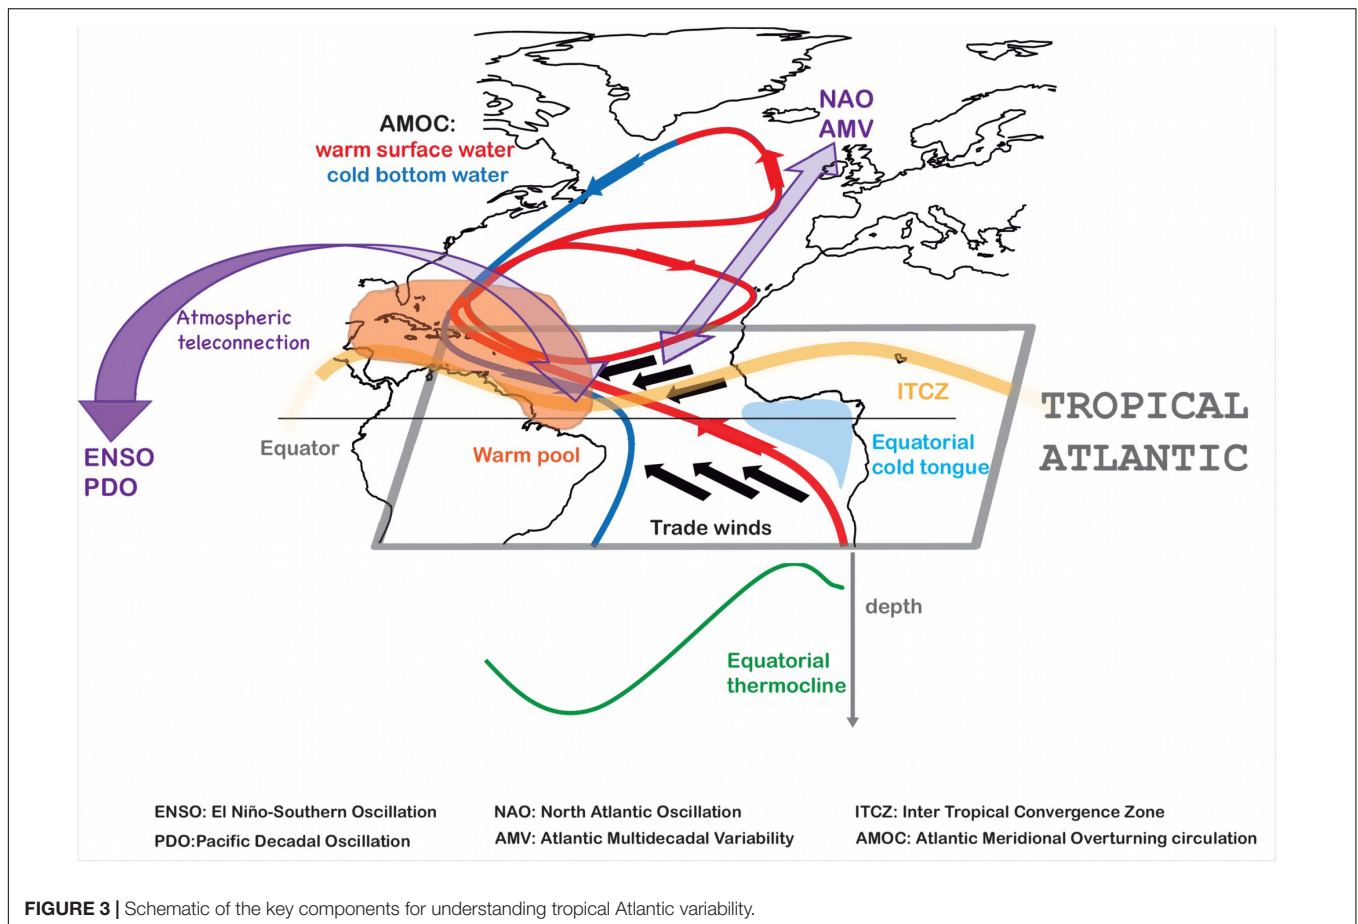 NAO
AMV
AMOC:
warm surface water
cold bottom water
Atmospheric
teleconnection
ENSO
PDO
Equator
Warm pool
ITCZ
Equatorial
cold tongue
TROPICAL
ATLANTIC
Trade winds
depth
Equatorial
thermocline
ENSO: El Niño-Southern Oscillation
NAO: North Atlantic Oscillation
ITCZ: Inter Tropical Convergence Zone
PDO:Pacific Decadal Oscillation
AMV: Atlantic Multidecadal Variability
AMOC: Atlantic Meridional Overturning circulation
FIGURE 3 | Schematic of the key components for understanding tropical Atlantic variability.